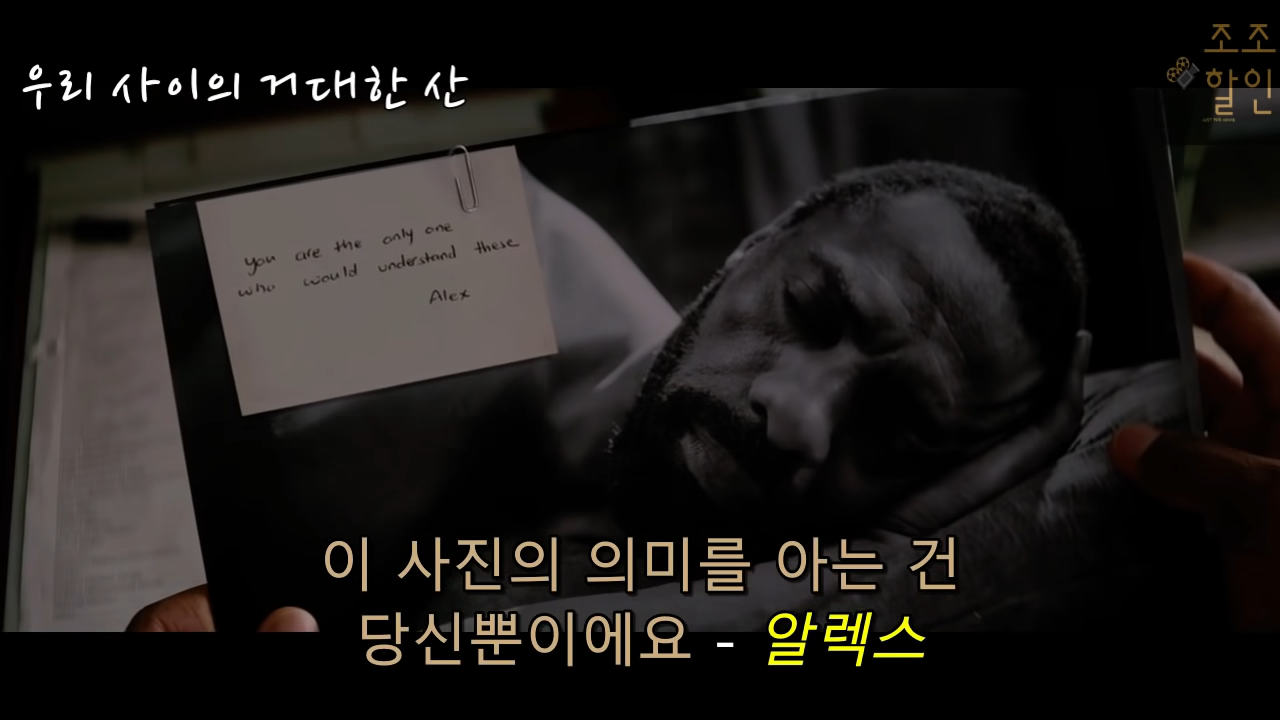 우리 사이의 거대한 산
조조
할인
you are the only one
who would understand these
Alex
이 사진의 의미를 아는 건
당신뿐이에요 - 알렉스